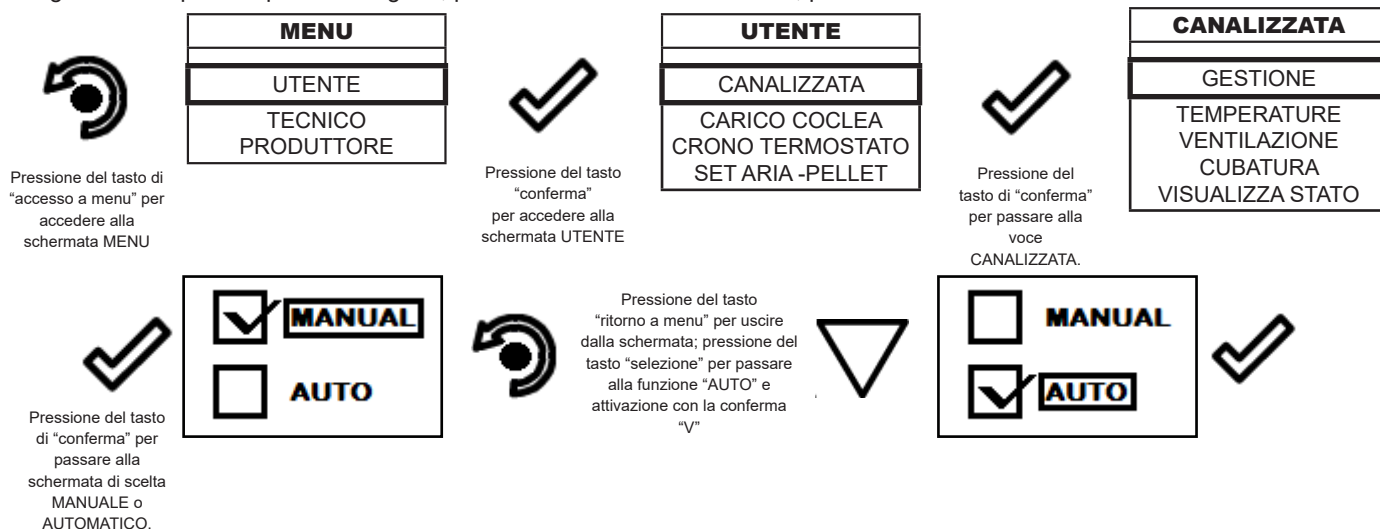 MENU
UTENTE
TECNICO
PRODUTTORE
Pressione del tasto di
“accesso a menu” per
accedere alla
schermata MENU
UTENTE
CANALIZZATA
CARICO COCLEA
CRONO TERMOSTATO
SET ARIA -PELLET
Pressione del tasto
“conferma”
per accedere alla
schermata UTENTE
CANALIZZATA
GESTIONE
TEMPERATURE
VENTILAZIONE
CUBATURA
VISUALIZZA STATO
Pressione del
tasto di “conferma”
per passare alla
voce
CANALIZZATA.
MANUAL
AUTO
Pressione del tasto
di “conferma” per
passare alla
schermata di scelta
MANUALE o
AUTOMATICO.
Pressione del tasto
“ritorno a menu” per uscire
dalla schermata; pressione del
tasto “selezione” per passare
alla funzione “AUTO” e
attivazione con la conferma
“V”
MANUAL
AUTO